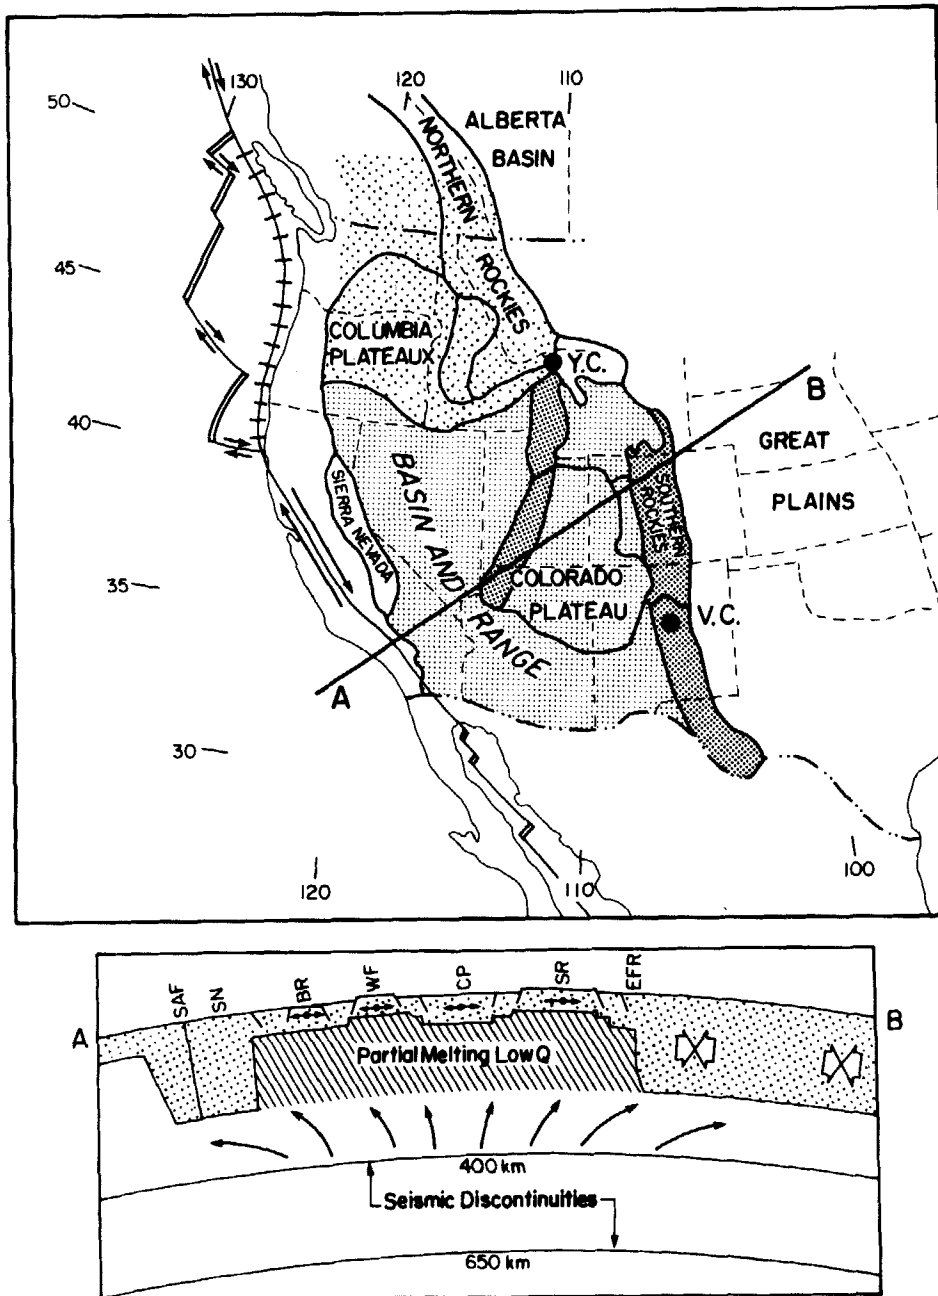 130
120
110
50
ALBERTA
BASIN
NORTHERN
ROCKIES
45
COLUMBIA
PLATEAUX
Y.C.
B
40
GREAT
PLAINS
BASIN AND
RANGE
SIERRA NEVADA
SOUTHERN
ROCKIES
35
COLORADO
PLATEAU
V.C.
A
30
120
110
100
A
SAF
SN
BR
WF
CP
SR
EFR
B
Partial Melting Low Q
400 km
Seismic Discontinuities
650 km